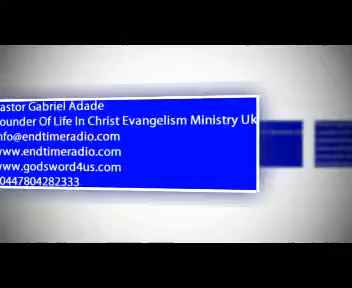 astor Gabriel Adade
ounder Of Life In Christ Evangelism Ministry Uk
nfo@endtimeradio.com
www.endtimeradio.com
www.godsword4us.com
0447804282333